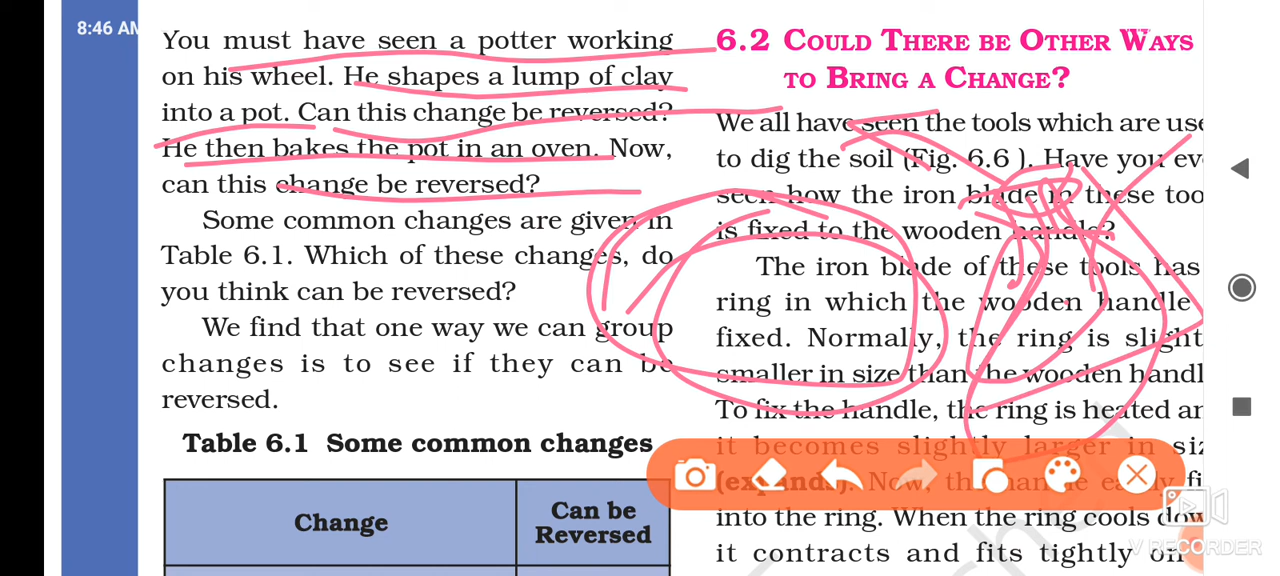 8:46 AM
You must have seen a potter working
on his wheel. He shapes a lump of clay
into a pot. Can this change be reversed?
He then bakes the pot in an oven. Now,
can this change be reversed?
Some common changes are given in
Table 6.1. Which of these changes, do
you think can be reversed?
We find that one way we can group
changes is to see if they can be
reversed.
Table 6.1 Some common changes
Change
Can be
Reversed
6.2 COULD THERE BE OTHER WAYS
TO BRING A CHANGE?
We all have seen the tools which are use
to dig the soil (Fig. 6.6 ). Have you ev
seen how the iron blade in these too
is fixed to the wooden handle?
The iron blade of these tools has
ring in which the wooden handle
fixed. Normally, the ring is slight
smaller in size than the wooden handl
To fix the handle, the ring is heated an
it becomes slightly larger in siz
(expands). Now, the handle easily fi
into the ring. When the ring cools dow
it contracts and fits tightly on
V RECORDER